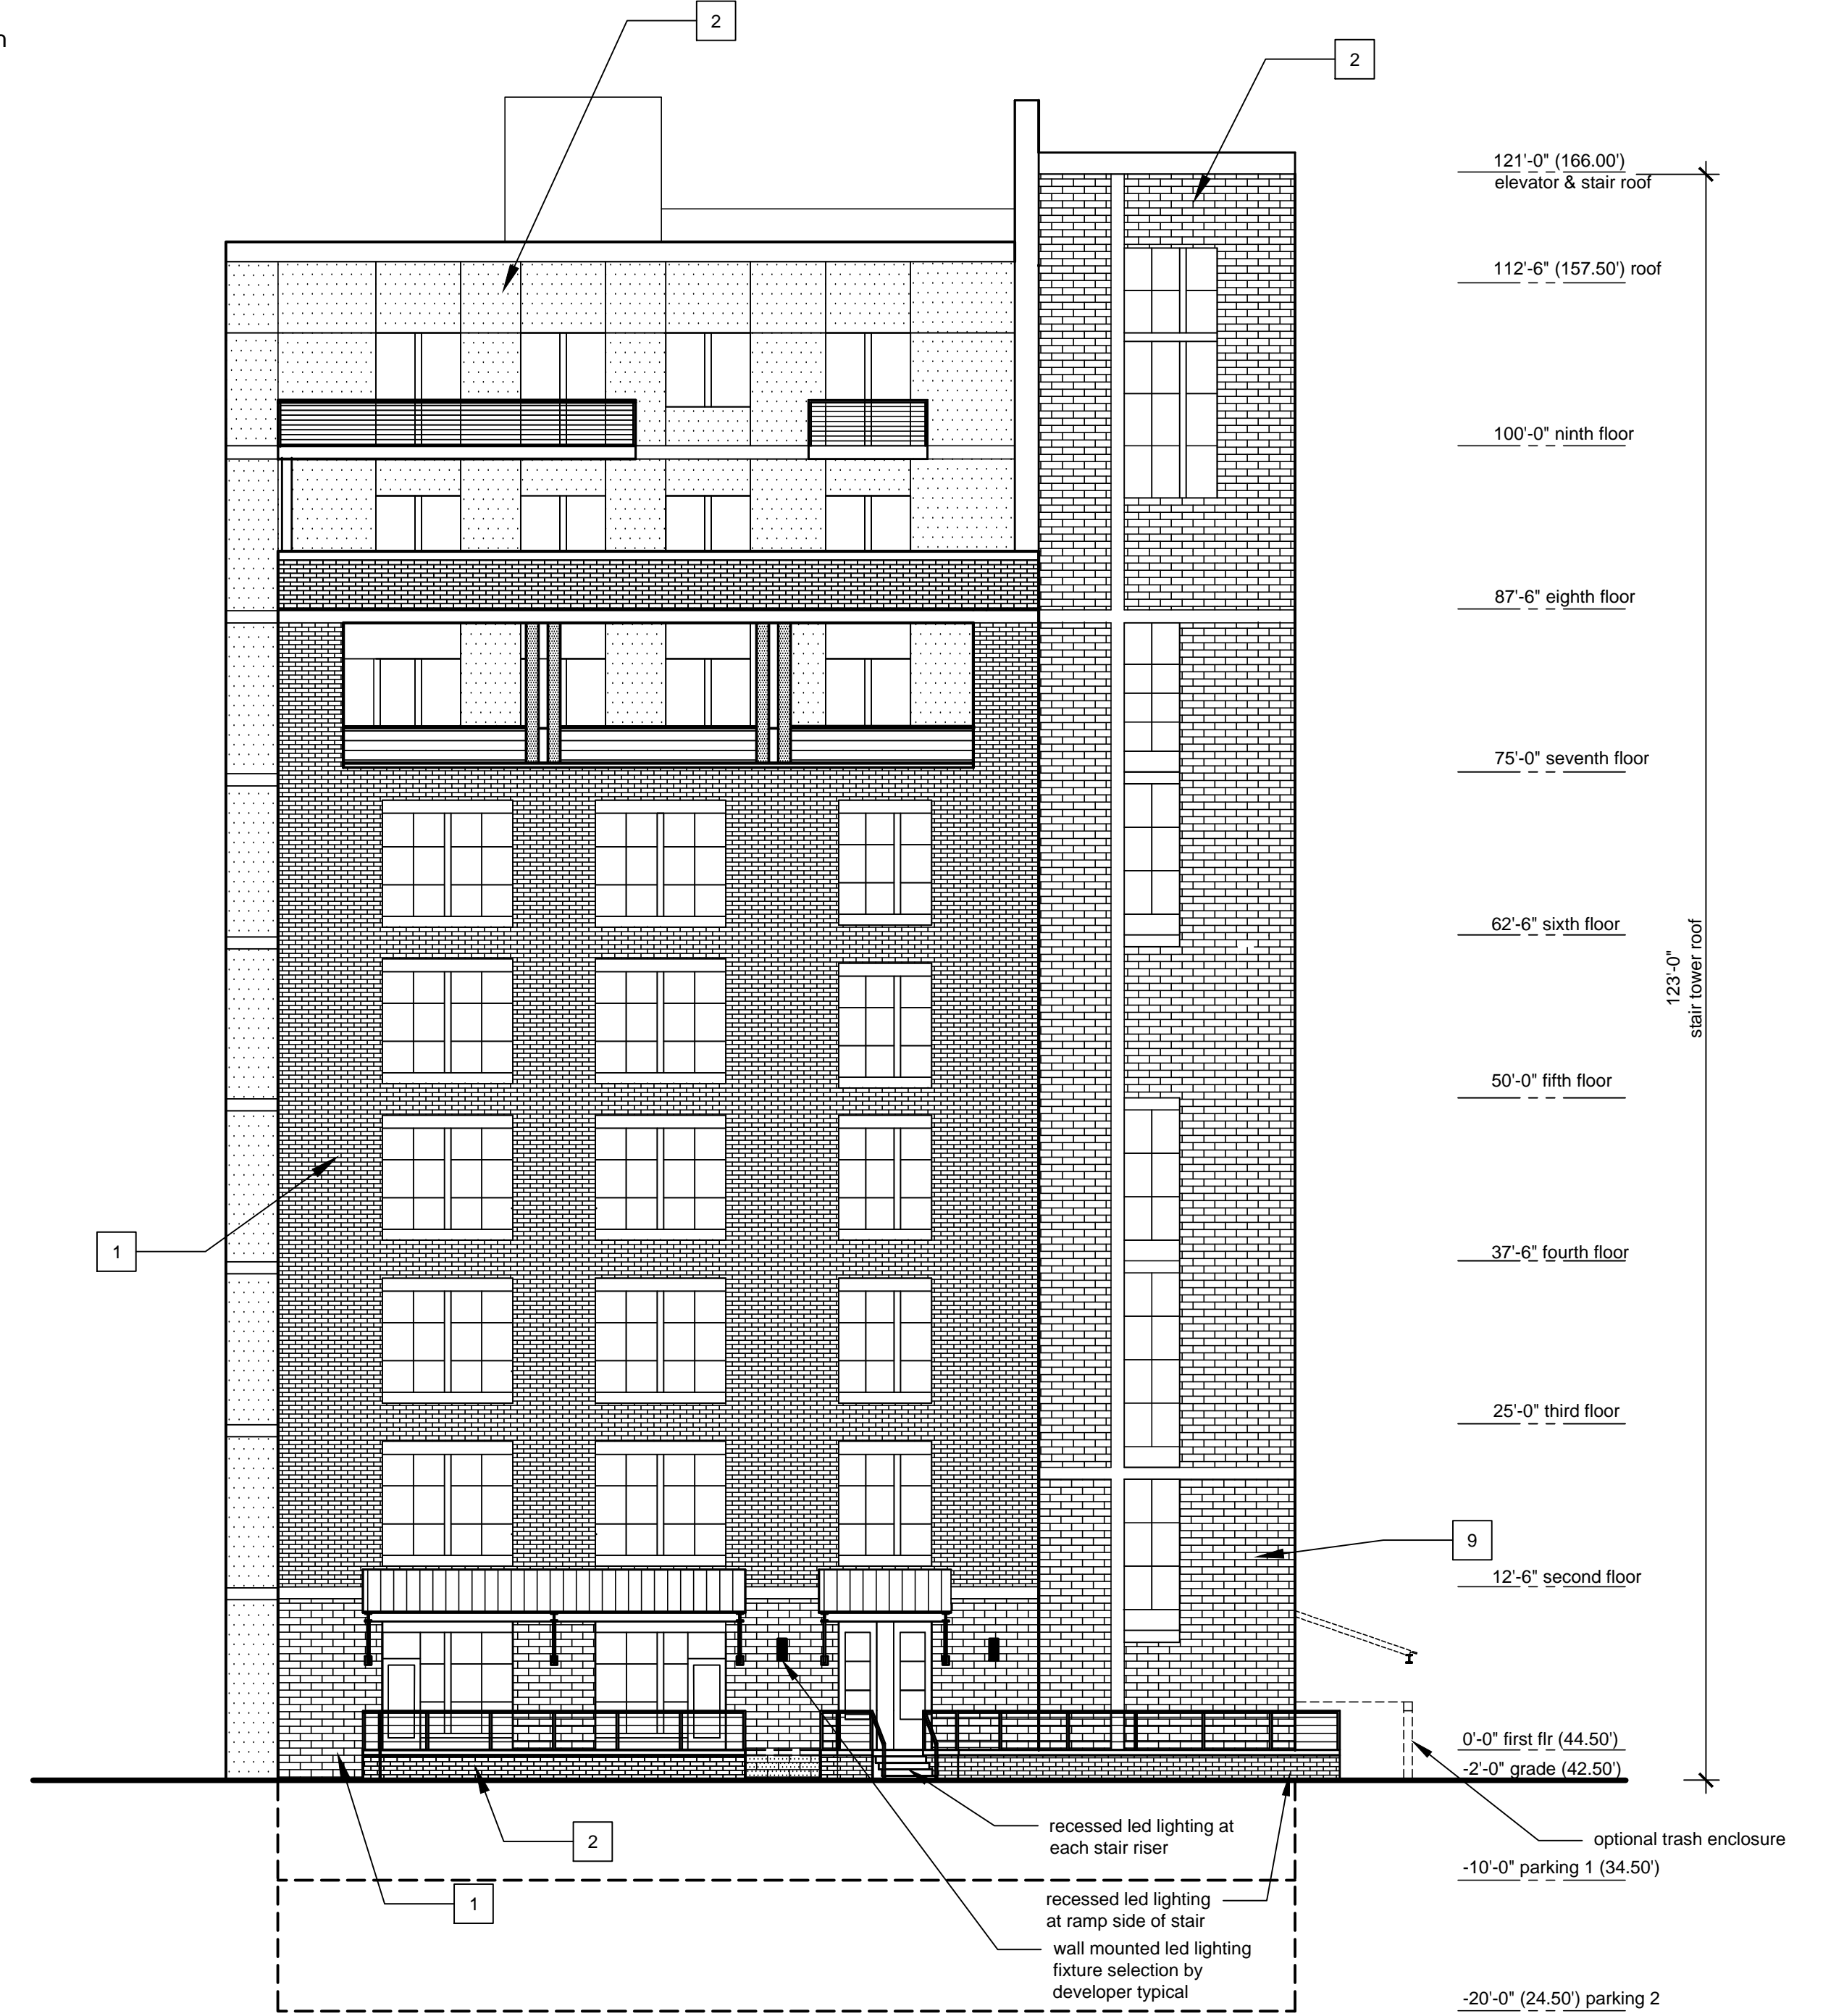 n
2
2
121'-0" (166.00')
elevator & stair roof
112'-6" (157.50') roof
100'-0" ninth floor
87'-6" eighth floor
75'-0" seventh floor
62'-6" sixth floor
123'-0"
stair tower roof
50'-0" fifth floor
1
37'-6" fourth floor
25'-0" third floor
9
12'-6" second floor
0'-0" first flr (44.50')
-2'-0" grade (42.50')
recessed led lighting at
each stair riser
2
optional trash enclosure
-10'-0" parking 1 (34.50')
1
recessed led lighting
at ramp side of stair
wall mounted led lighting
fixture selection by
developer typical
-20'-0" (24.50') parking 2